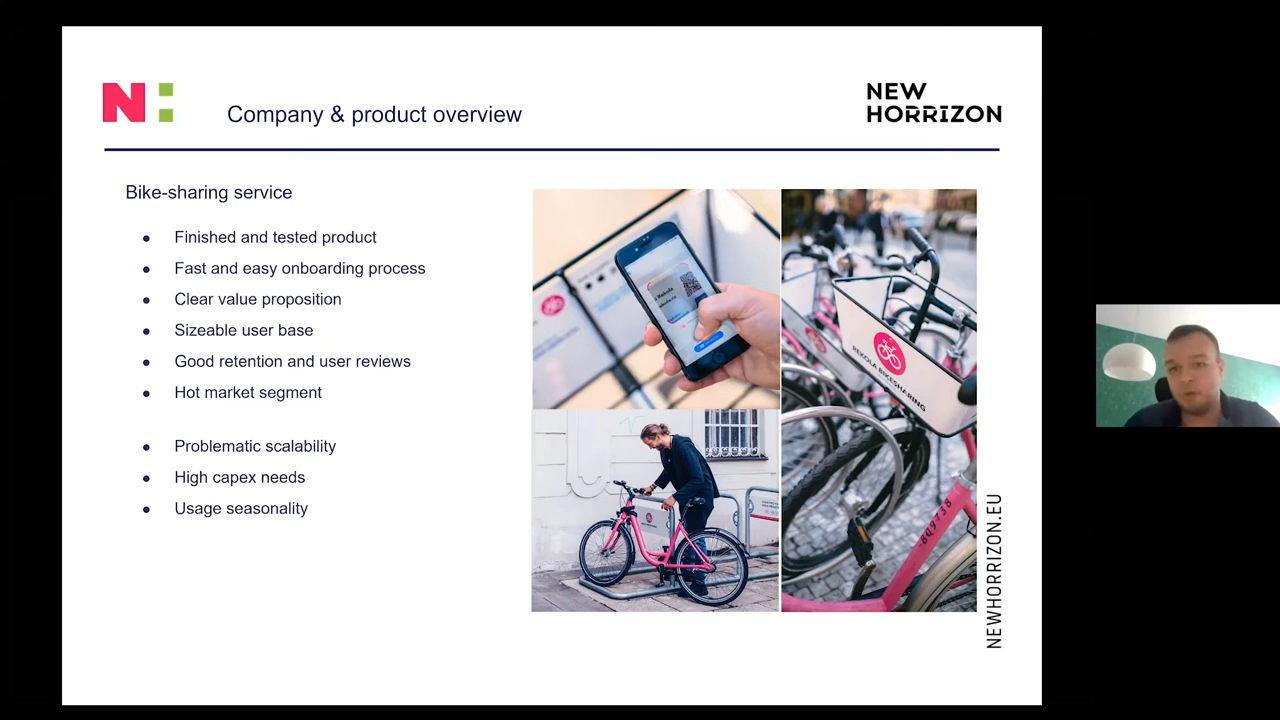 N:
Company & product overview
NEW
HORRIZON
Bike-sharing service
● Finished and tested product
● Fast and easy onboarding process
● Clear value proposition
● Sizeable user base
● Good retention and user reviews
● Hot market segment
● Problematic scalability
● High capex needs
● Usage seasonality
REKOLA BIKESHARING
NEWHORRIZON.EU